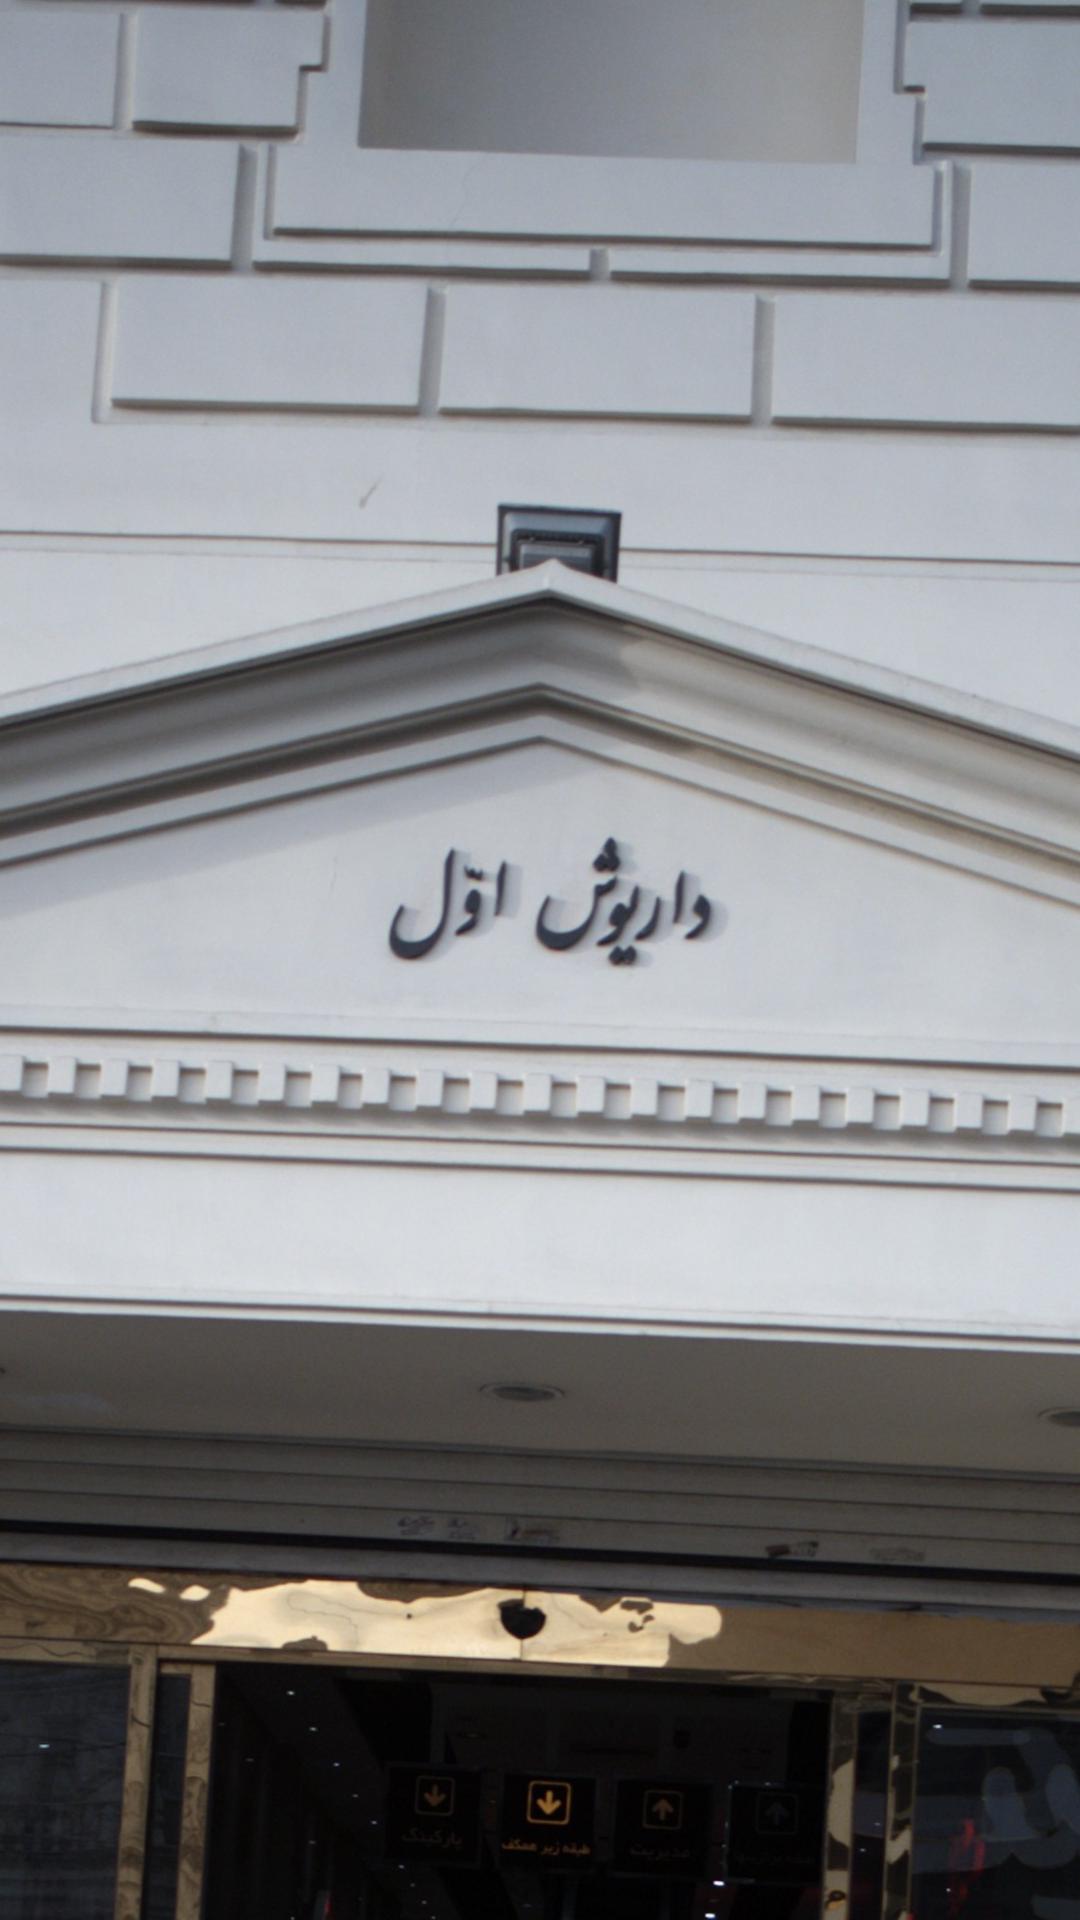 داریوش اوّل
پارکینگ
طبقه زیر همکف
مدیریت